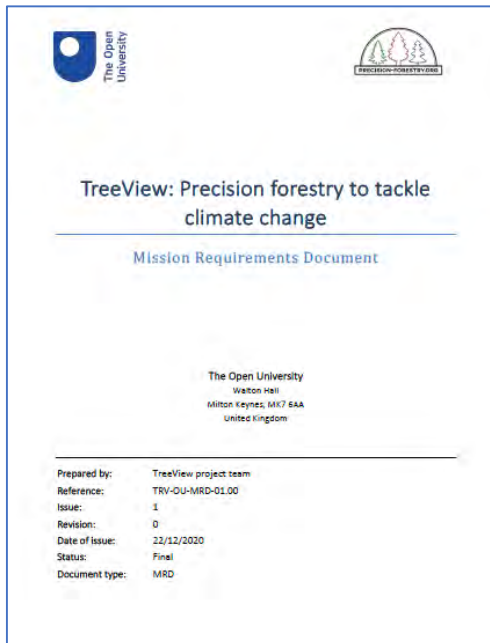 The Open
University
PRECISION-FORESTRY.ORG
TreeView: Precision forestry to tackle
climate change
Mission Requirements Document
The Open University
Walton Hall
Milton Keynes, MK7 6AA
United Kingdom
Prepared by: TreeView project team
Reference: TRV-OU-MRD-01.00
Issue: 1
Revision: 0
Date of issue: 22/12/2020
Status: Final
Document type: MRD